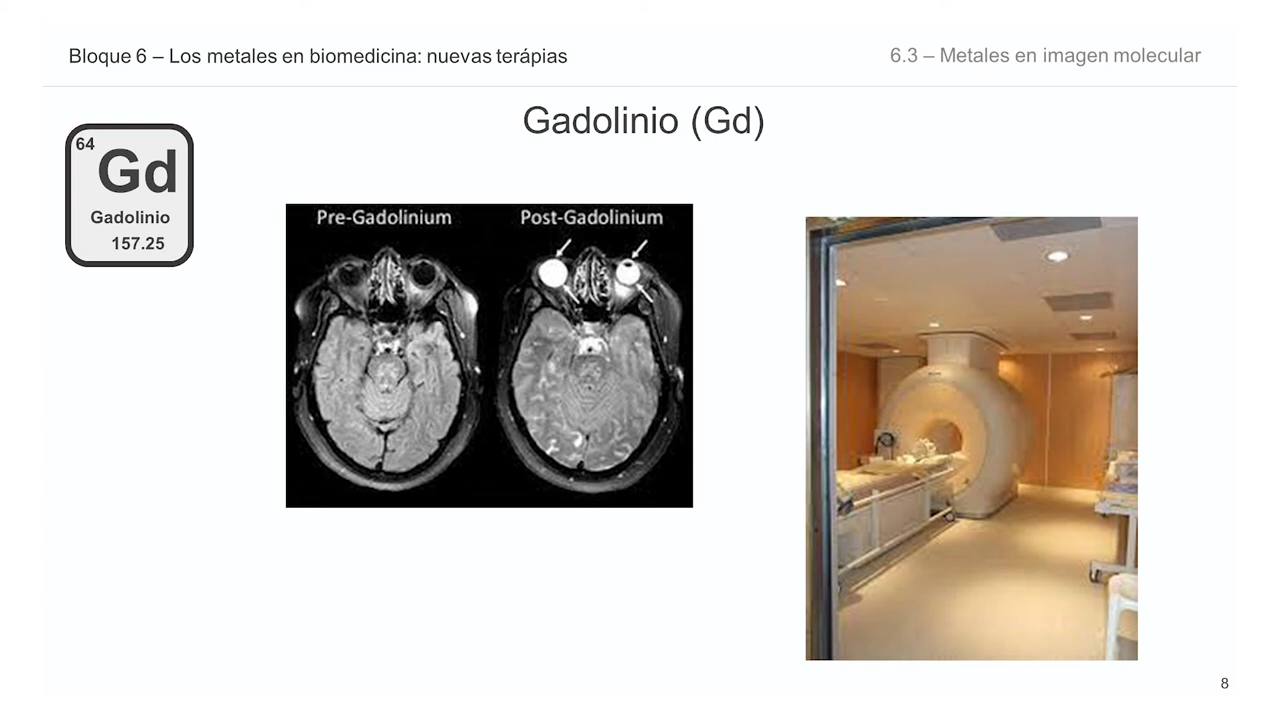 Bloque 6 – Los metales en biomedicina: nuevas terápias
6.3 – Metales en imagen molecular
Gadolinio (Gd)
64
Gd
Gadolinio
157.25
Pre-Gadolinium
Post-Gadolinium
8